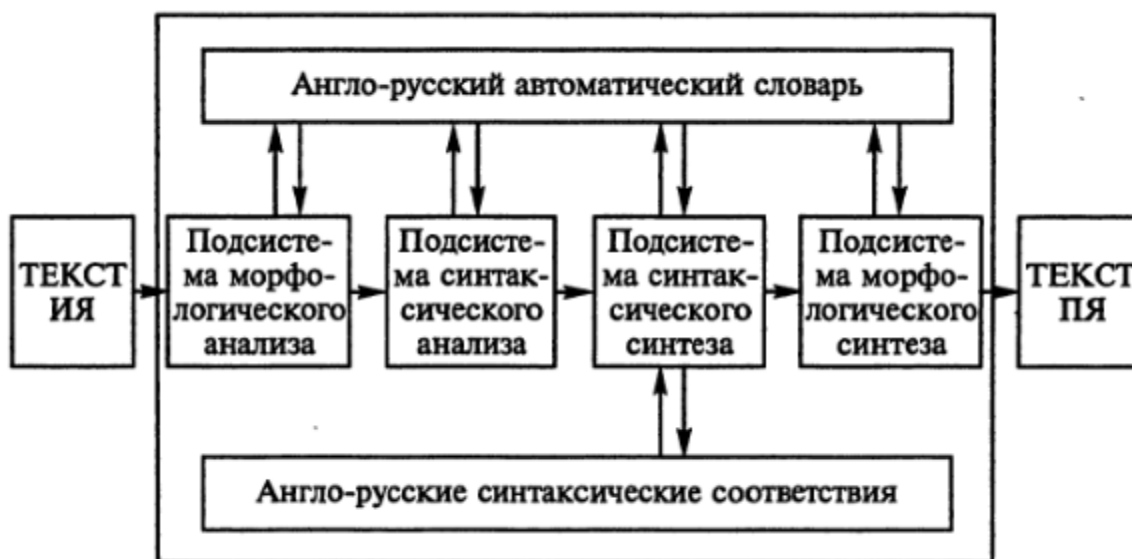 Англо-русский автоматический словарь
ТЕКСТ
ИЯ
Подсисте-
ма морфо-
логического
анализа
Подсисте-
ма синтак-
сического
анализа
Подсисте-
ма синтак-
сического
синтеза
Подсисте-
ма морфо-
логического
синтеза
ТЕКСТ
ПЯ
Англо-русские синтаксические соответствия